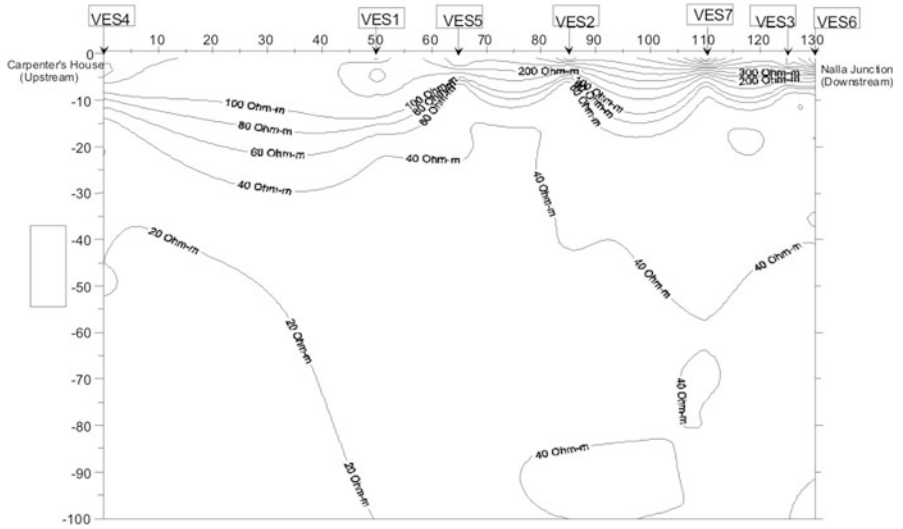 VES4 VES1 VES5 VES2 VES7 VES3 VES6
10 20 30 40 50 60 70 80 90 100 110 120 130
Carpenter's House
(Upstream)
Nalla Junction
(Downstream)
0
-10
-20
-30
-40
-50
-60
-70
-80
-90
-100
200 Ohm-m
300 Ohm-m
200 Ohm-m
100 Ohm-m
100 Ohm-m
80 Ohm-m
80 Ohm-m
60 Ohm-m
60 Ohm-m
40 Ohm-m
40 Ohm-m
40 Ohm-m
40 Ohm-m
40 Ohm-m
20 Ohm-m
20 Ohm-m
20 Ohm-m
40 Ohm-m
40 Ohm-m